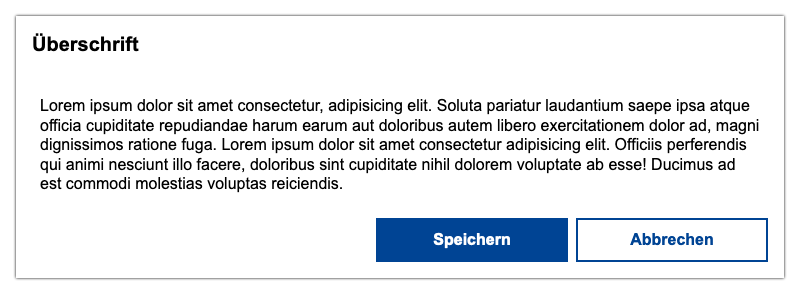 Überschrift
Lorem ipsum dolor sit amet consectetur, adipisicing elit. Soluta pariatur laudantium saepe ipsa atque
officia cupiditate repudiandae harum earum aut doloribus autem libero exercitationem dolor ad, magni
dignissimos ratione fuga. Lorem ipsum dolor sit amet consectetur adipisicing elit. Officiis perferendis
qui animi nesciunt illo facere, doloribus sint cupiditate nihil dolorem voluptate ab esse! Ducimus ad
est commodi molestias voluptas reiciendis.
Speichern
Abbrechen